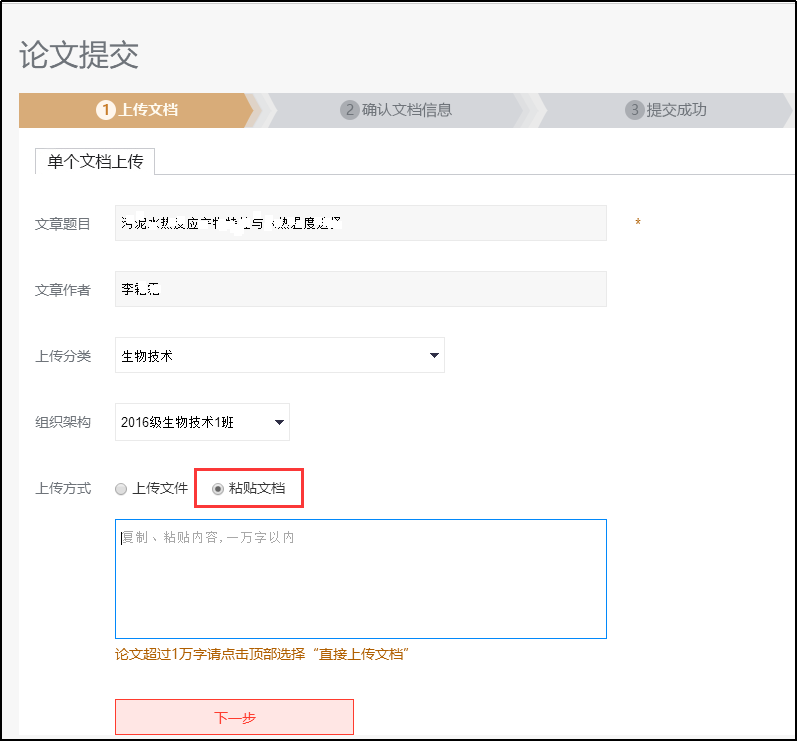 论文提交
1 上传文档
2 确认文档信息
3 提交成功
单个文档上传
文章题目
*
文章作者 李
上传分类 生物技术
组织架构 2016级生物技术1班
上传方式 上传文件 粘贴文档
复制、粘贴内容,一万字以内
论文超过1万字请点击顶部选择“直接上传文档”
下一步